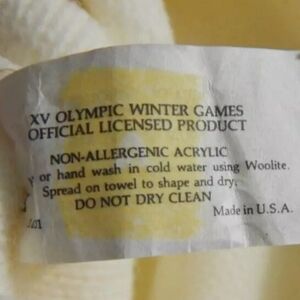 XV OLYMPIC WINTER GAMES
OFFICIAL LICENSED PRODUCT
NON-ALLERGENIC ACRYLIC
or hand wash in cold water using Woolite.
Spread on towel to shape and dry.
DO NOT DRY CLEAN
Made in U.S.A.